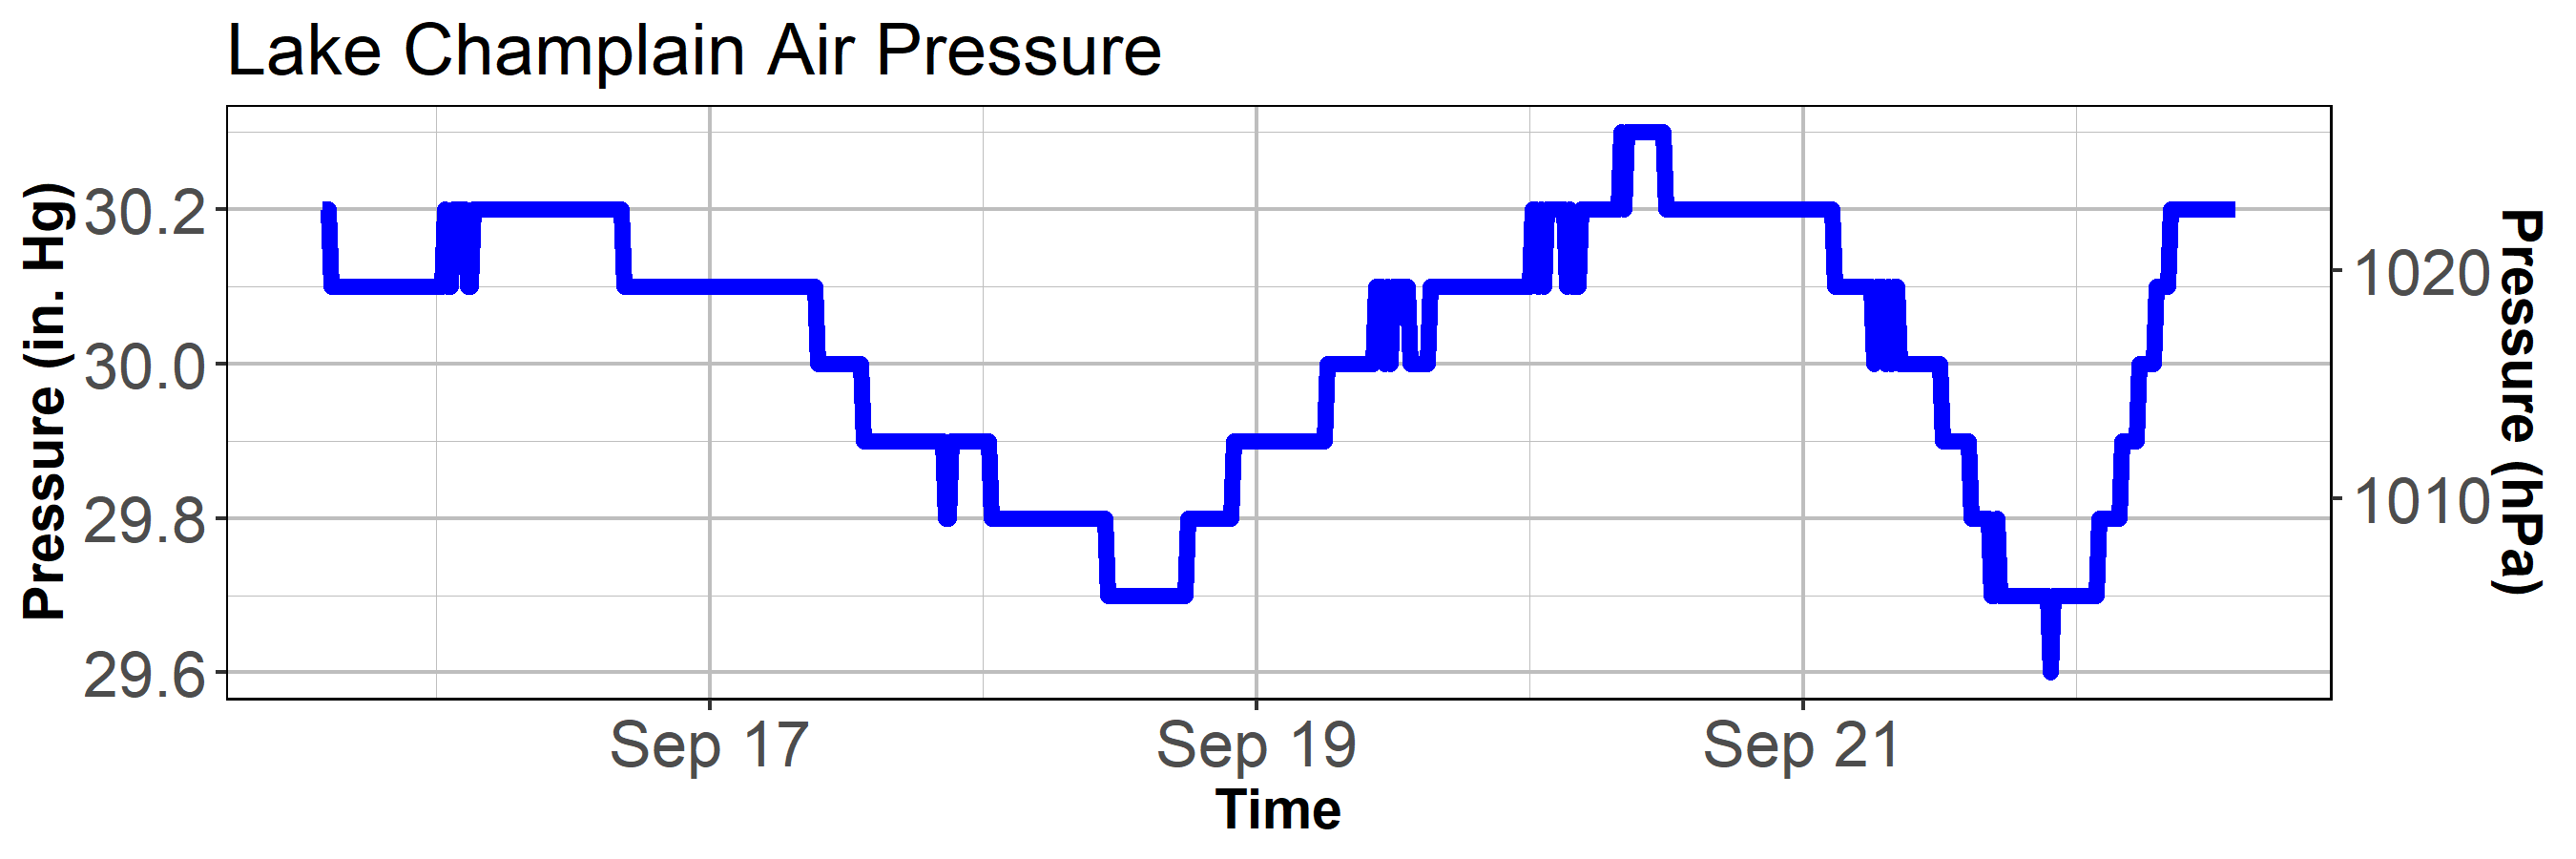 Lake Champlain Air Pressure
Pressure (in. Hg)
30.2
30.0
29.8
29.6
1020
1010
Pressure (hPa)
Sep 17
Sep 19
Sep 21
Time